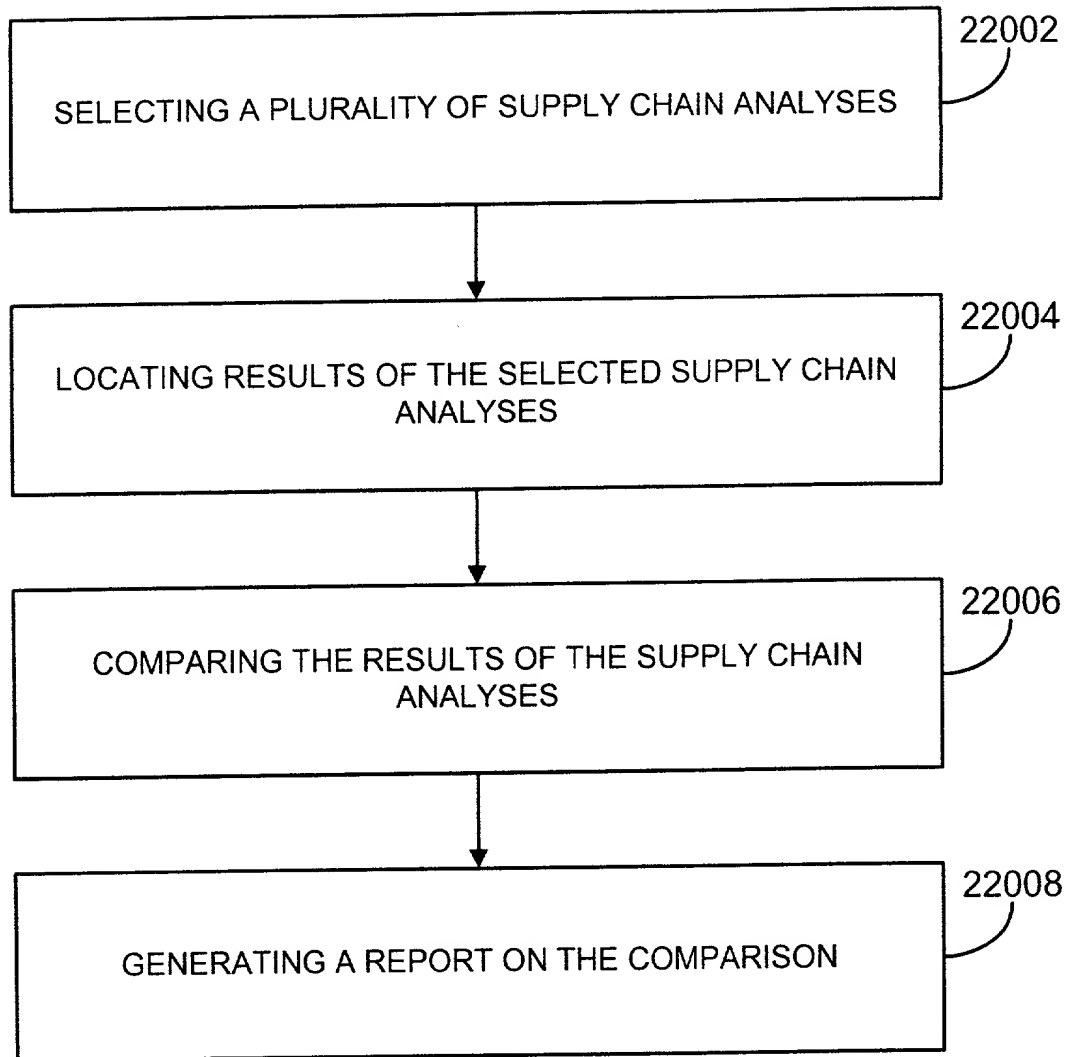 22002
SELECTING A PLURALITY OF SUPPLY CHAIN ANALYSES
22004
LOCATING RESULTS OF THE SELECTED SUPPLY CHAIN
ANALYSES
22006
COMPARING THE RESULTS OF THE SUPPLY CHAIN
ANALYSES
22008
GENERATING A REPORT ON THE COMPARISON